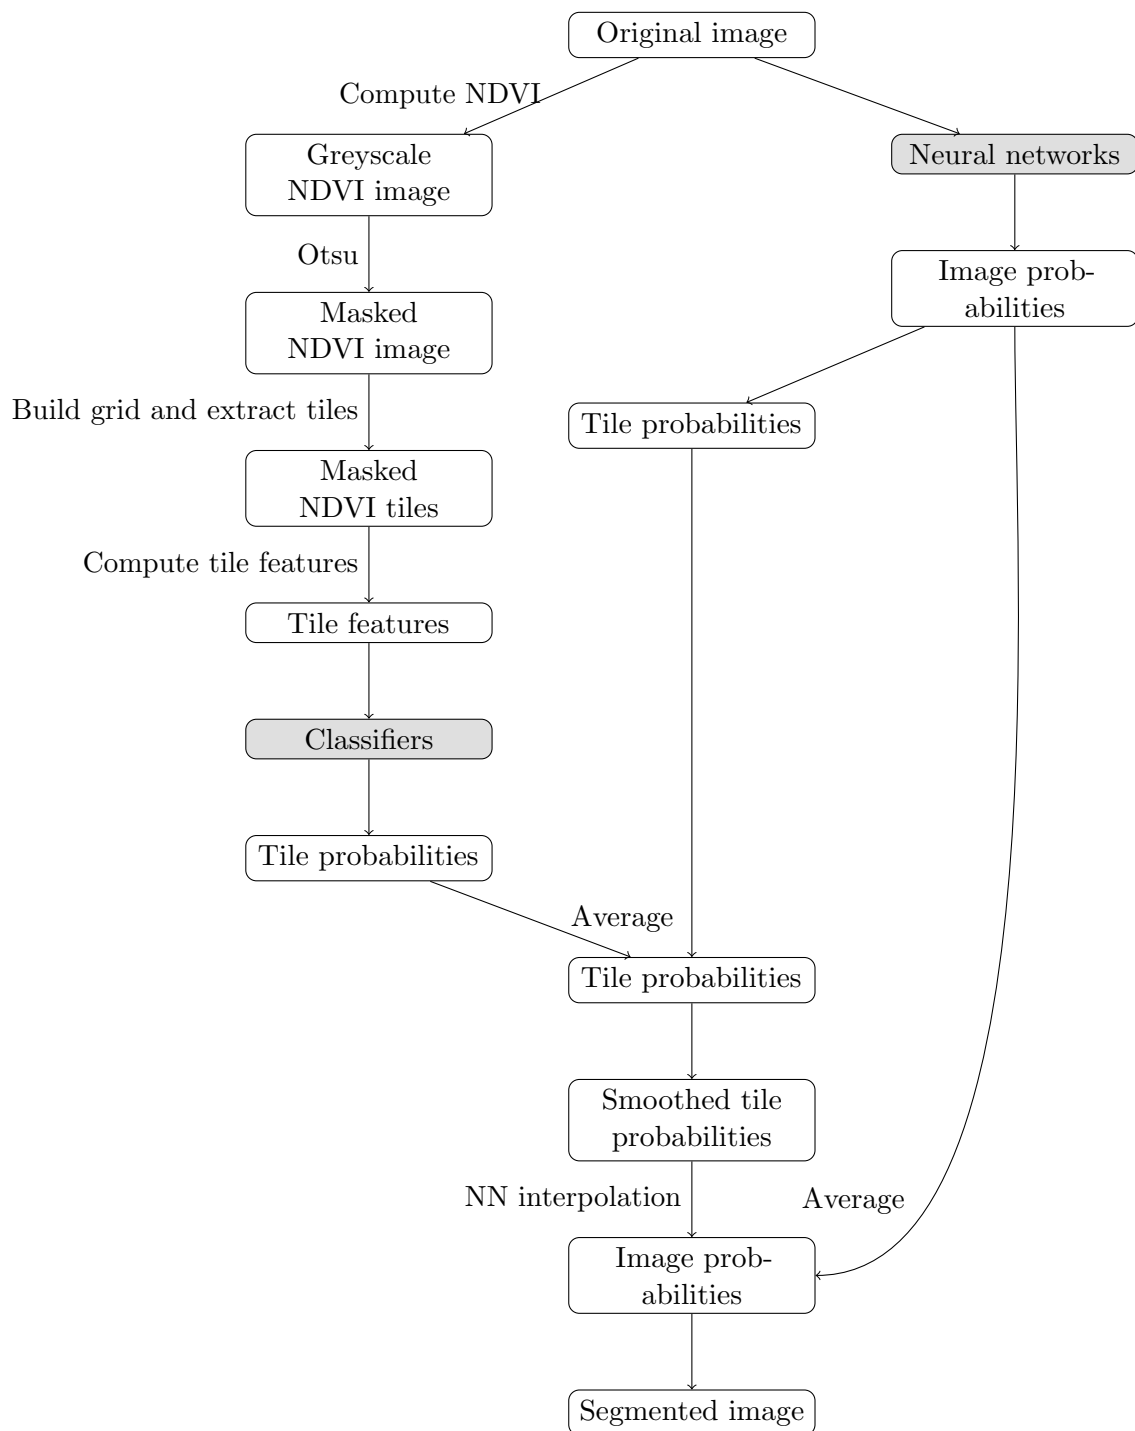 Original image
Compute NDVI
Greyscale
NDVI image
Neural networks
Otsu
Image prob-
abilities
Masked
NDVI image
Build grid and extract tiles
Tile probabilities
Masked
NDVI tiles
Compute tile features
Tile features
Classifiers
Tile probabilities
Average
Tile probabilities
Smoothed tile
probabilities
NN interpolation
Average
Image prob-
abilities
Segmented image